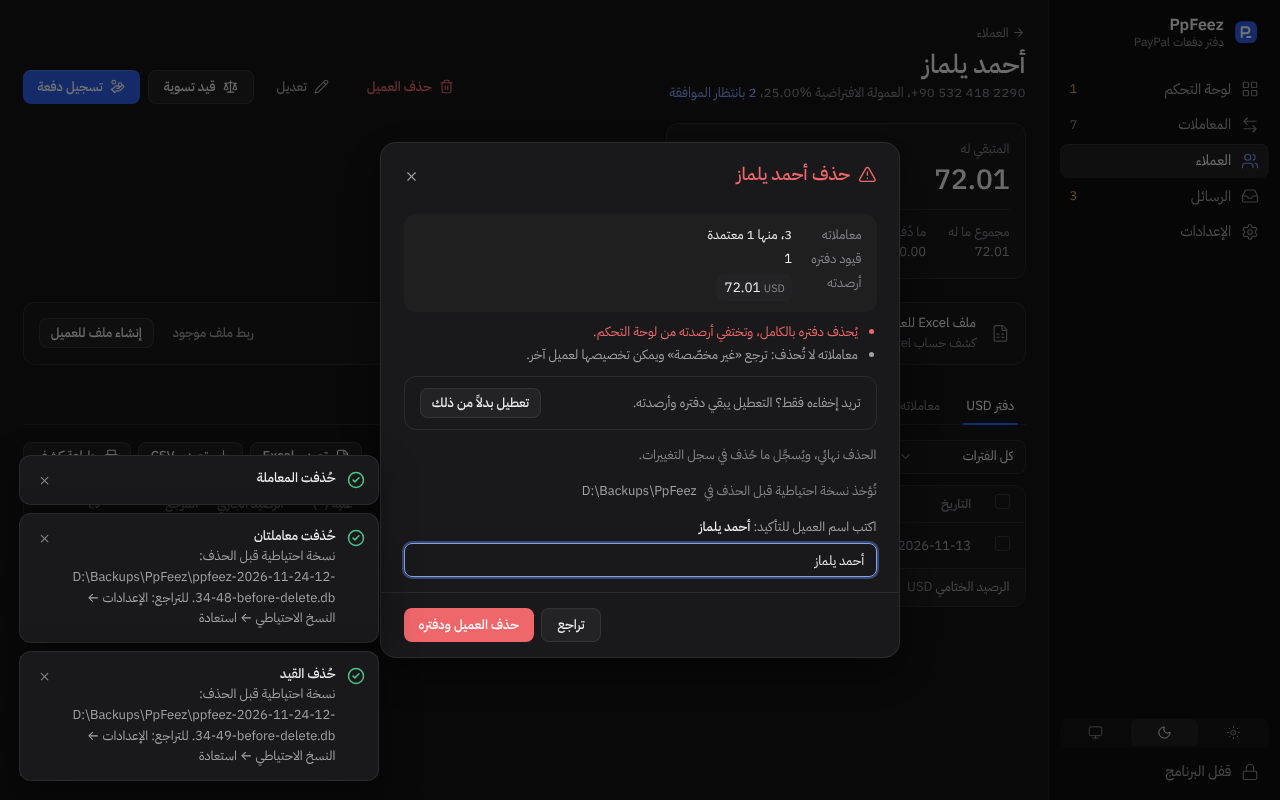 PpFeez
دفتر دفعات PayPal
لوحة التحكم 1
المعاملات 7
العملاء
الرسائل 3
الإعدادات
قفل البرنامج
العملاء
أحمد يلماز
+90 532 418 2290، العمولة الافتراضية 25.00%، 2 بانتظار الموافقة
حذف العميل
تعديل
قيد تسوية
تسجيل دفعة
المتبقي له
72.01
مجموع ما له
72.01
0.00
ملف Excel
كشف حساب
ربط ملف موجود
إنشاء ملف للعميل
دفتر USD
معاملاته
كل الفترات
التاريخ
2026-11-13
الرصيد الختامي USD
حذف أحمد يلماز
معاملاته 3، منها 1 معتمدة
قيود دفتره 1
أرصدته 72.01 USD
يُحذف دفتره بالكامل، وتختفي أرصدته من لوحة التحكم.
معاملاته لا تُحذف: ترجع «غير مخصّصة» ويمكن تخصيصها لعميل آخر.
تريد إخفاءه فقط؟ التعطيل يبقي دفتره وأرصدته.
تعطيل بدلاً من ذلك
الحذف نهائي، ويُسجَّل ما حُذف في سجل التغييرات.
تُؤخذ نسخة احتياطية قبل الحذف في D:\Backups\PpFeez
اكتب اسم العميل للتأكيد: أحمد يلماز
أحمد يلماز
تراجع
حذف العميل ودفتره
حُذفت المعاملة
حُذفت معاملتان
نسخة احتياطية قبل الحذف:
D:\Backups\PpFeez\ppfeez-2026-11-24-12-
34-48-before-delete.db. للتراجع: الإعدادات ←
النسخ الاحتياطي ← استعادة
حُذف القيد
نسخة احتياطية قبل الحذف:
D:\Backups\PpFeez\ppfeez-2026-11-24-12-
34-49-before-delete.db. للتراجع: الإعدادات ←
النسخ الاحتياطي ← استعادة